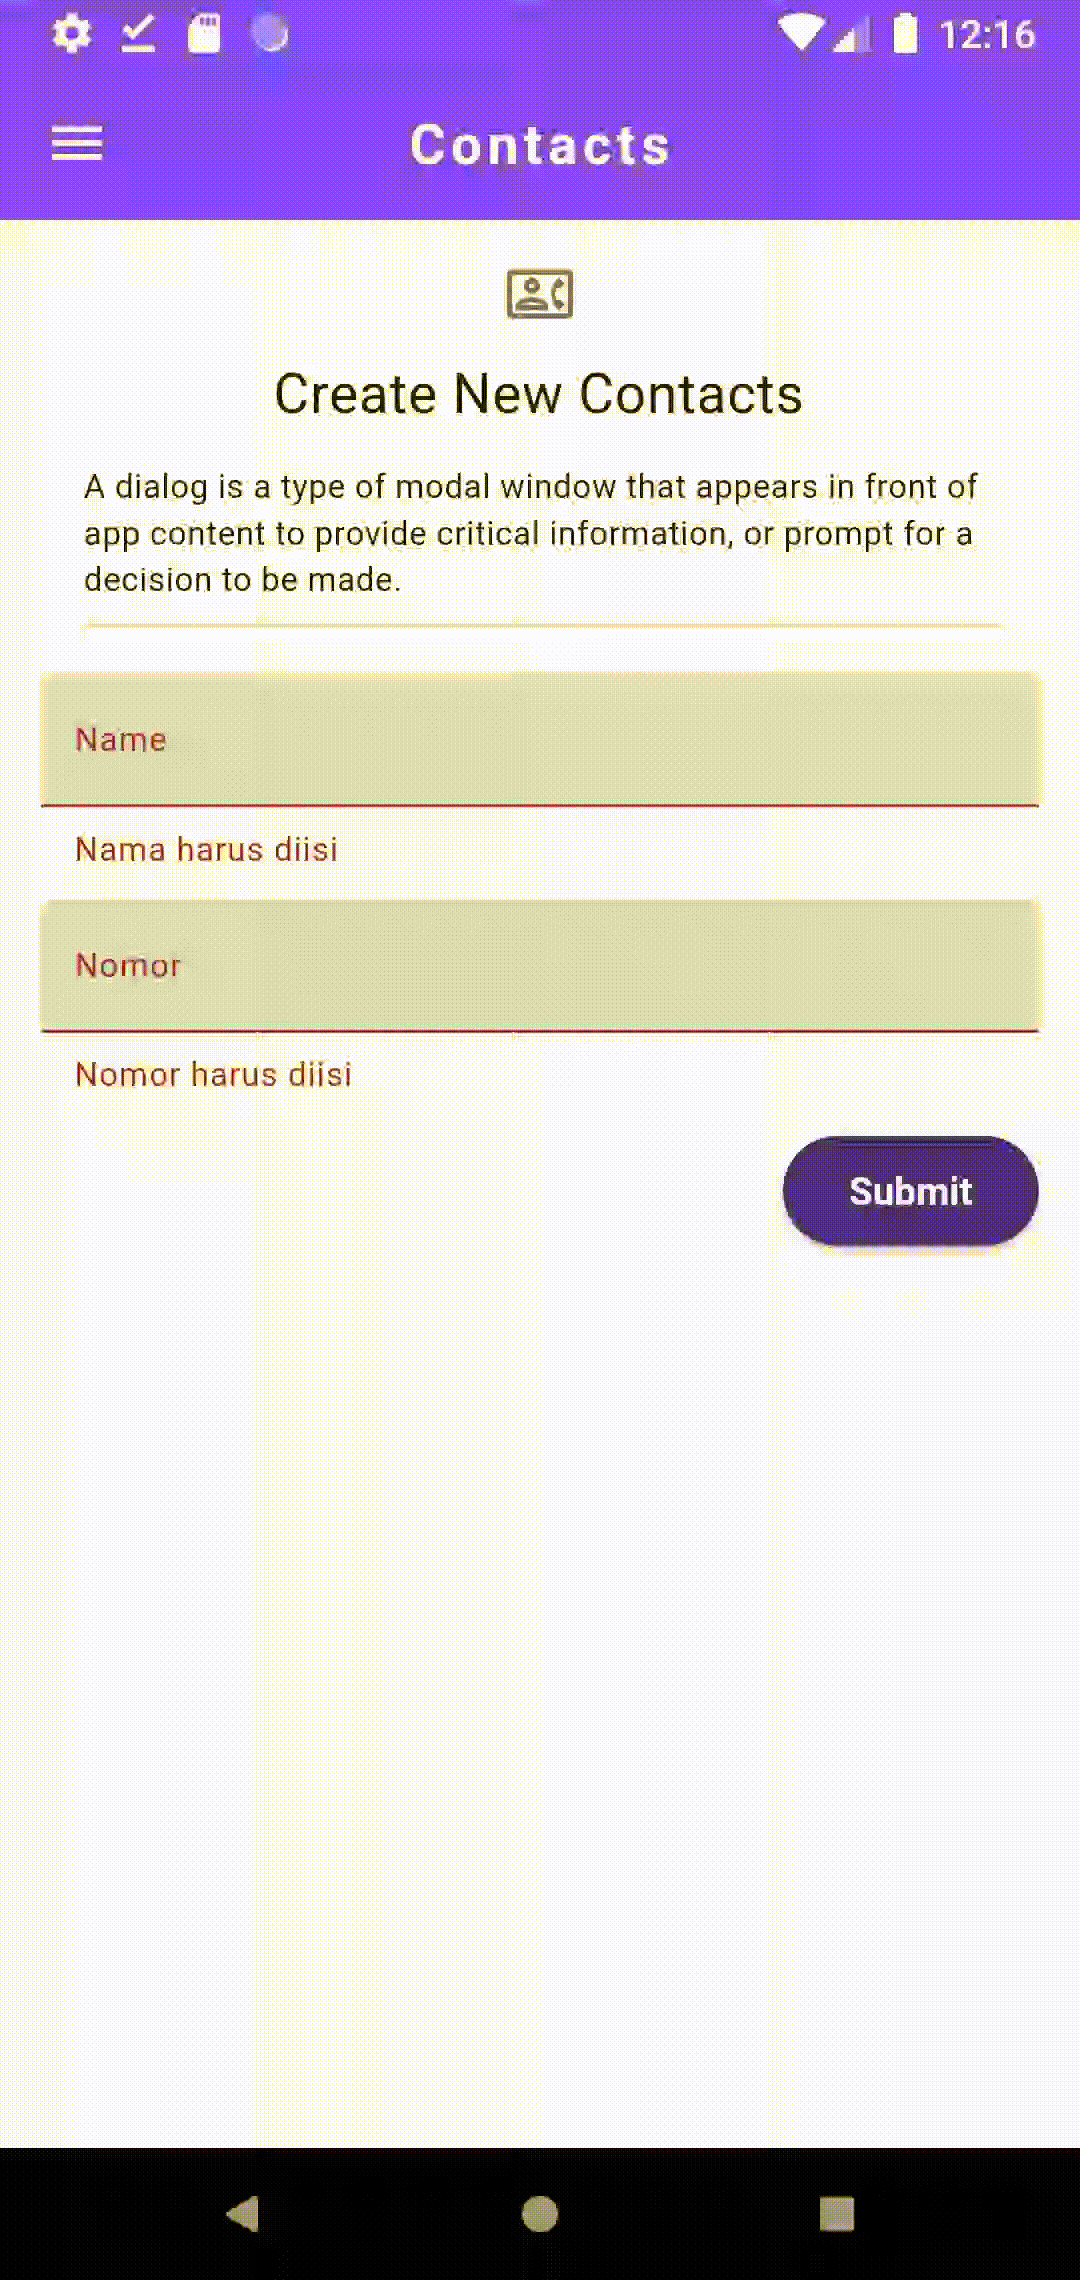 12:16
Contacts
Create New Contacts
A dialog is a type of modal window that appears in front of
app content to provide critical information, or prompt for a
decision to be made.
Name
Nama harus diisi
Nomor
Nomor harus diisi
Submit